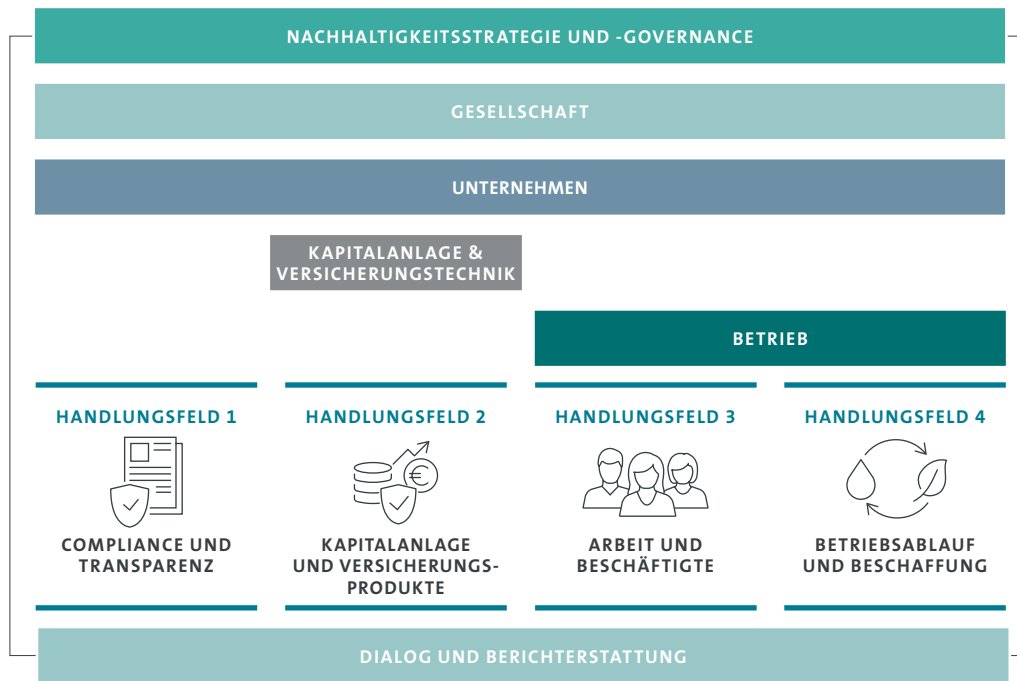 NACHHALTIGKEITSSTRATEGIE UND -GOVERNANCE
GESELLSCHAFT
UNTERNEHMEN
KAPITALANLAGE &
VERSICHERUNGSTECHNIK
BETRIEB
HANDLUNGSFELD 1
COMPLIANCE UND
TRANSPARENZ
HANDLUNGSFELD 2
KAPITALANLAGE
UND VERSICHERUNGS-
PRODUKTE
HANDLUNGSFELD 3
ARBEIT UND
BESCHÄFTIGTE
HANDLUNGSFELD 4
BETRIEBSABLAUF
UND BESCHAFFUNG
DIALOG UND BERICHTERSTATTUNG